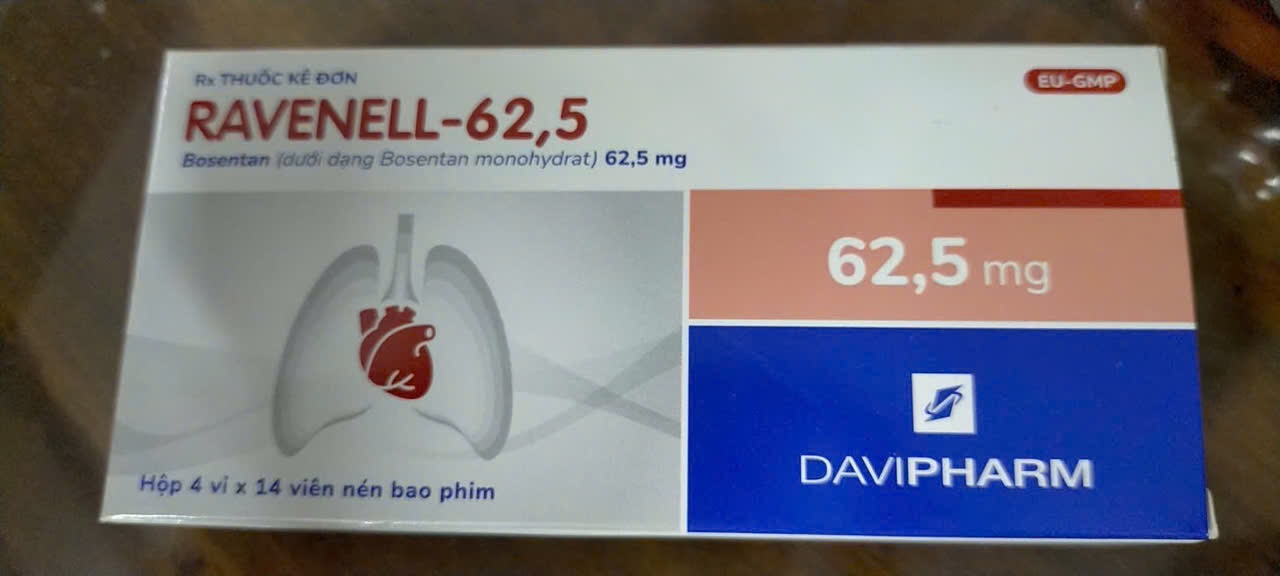 Rx THUỐC KÊ ĐƠN
EU-GMP
RAVENELL-62,5
Bosentan (dưới dạng Bosentan monohydrat) 62,5 mg
62,5 mg
DAVIPHARM
Hộp 4 vỉ x 14 viên nén bao phim